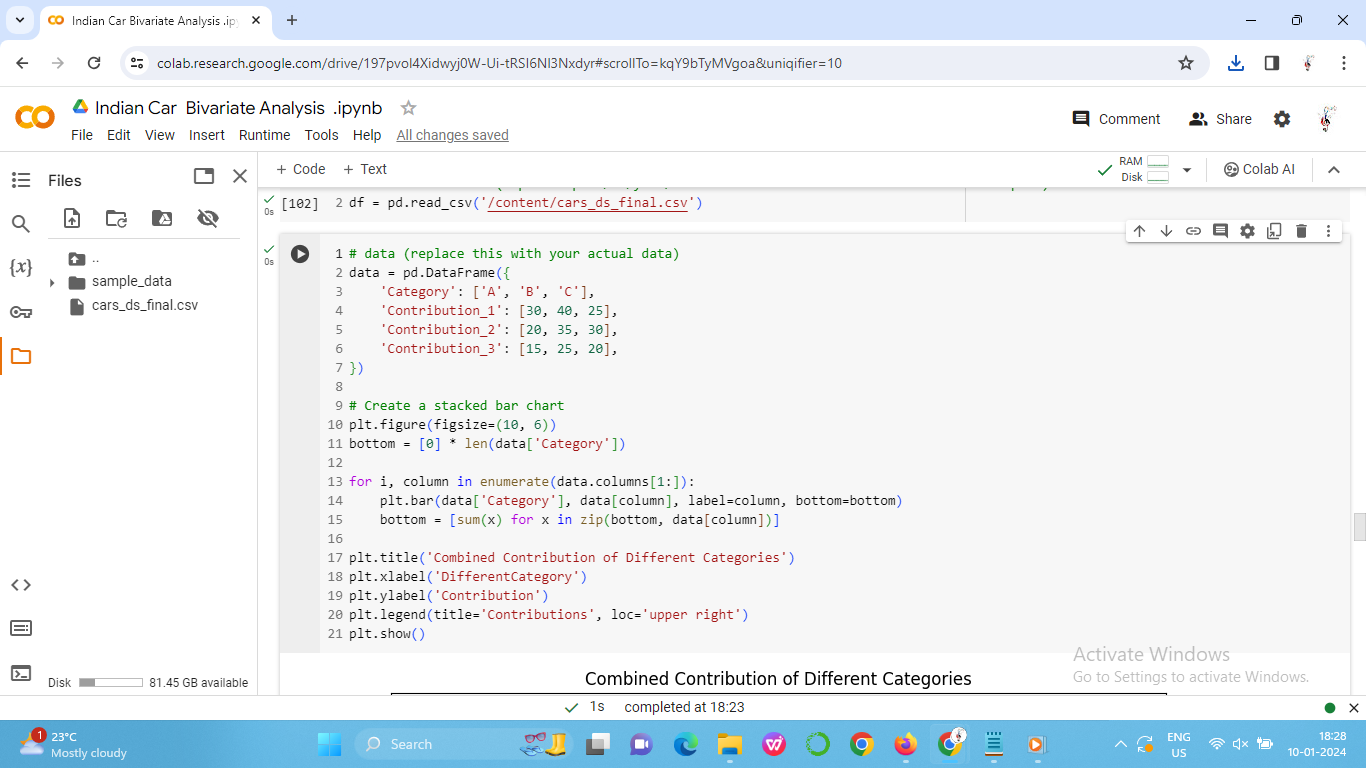 Indian Car Bivariate Analysis .ip
colab.research.google.com/drive/197pvol4Xidwyj0W-Ui-tRSI6NI3Nxdyr#scrollTo=kqY9bTyMVgoa&uniqifier=10
Indian Car Bivariate Analysis .ipynb
File Edit View Insert Runtime Tools Help All changes saved
Comment Share
Files
+ Code + Text
RAM
Disk
Colab AI
..
sample_data
cars_ds_final.csv
0s [102] 2 df = pd.read_csv('/content/cars_ds_final.csv')
0s
1 # data (replace this with your actual data)
2 data = pd.DataFrame({
3     'Category': ['A', 'B', 'C'],
4     'Contribution_1': [30, 40, 25],
5     'Contribution_2': [20, 35, 30],
6     'Contribution_3': [15, 25, 20],
7 })
8
9 # Create a stacked bar chart
10 plt.figure(figsize=(10, 6))
11 bottom = [0] * len(data['Category'])
12
13 for i, column in enumerate(data.columns[1:]):
14     plt.bar(data['Category'], data[column], label=column, bottom=bottom)
15     bottom = [sum(x) for x in zip(bottom, data[column])]
16
17 plt.title('Combined Contribution of Different Categories')
18 plt.xlabel('DifferentCategory')
19 plt.ylabel('Contribution')
20 plt.legend(title='Contributions', loc='upper right')
21 plt.show()
Combined Contribution of Different Categories
Activate Windows
Go to Settings to activate Windows.
Disk 81.45 GB available
1s completed at 18:23
1
23°C
Mostly cloudy
Search
ENG
US
18:28
10-01-2024